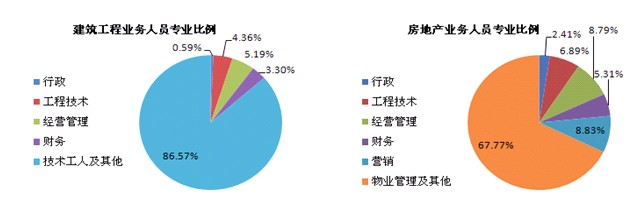 建筑工程业务人员专业比例
0.59%
4.36%
5.19%
3.30%
86.57%
行政
工程技术
经营管理
财务
技术工人及其他
房地产业务人员专业比例
2.41%
6.89%
8.79%
5.31%
8.83%
67.77%
行政
工程技术
经营管理
财务
营销
物业管理及其他